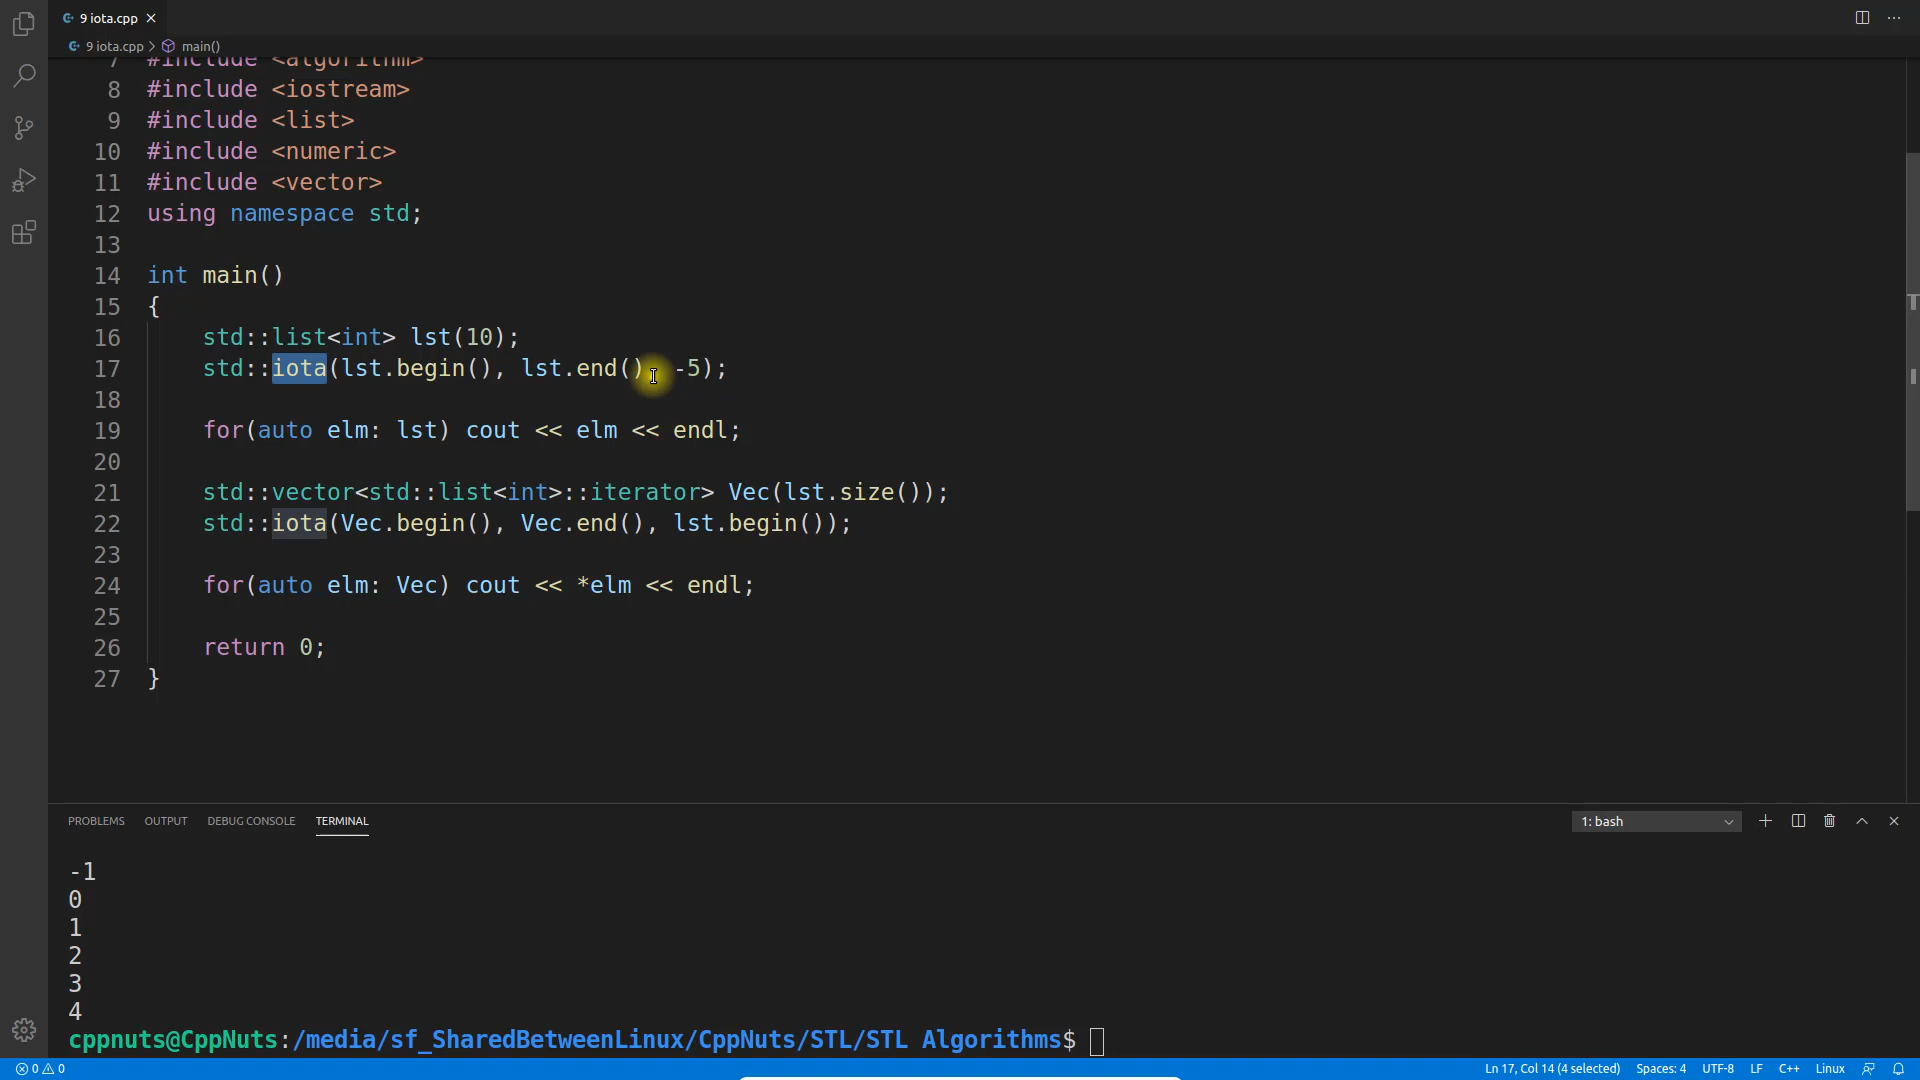 9 iota.cpp
9 iota.cpp > main()
7 #include <algorithm>
8 #include <iostream>
9 #include <list>
10 #include <numeric>
11 #include <vector>
12 using namespace std;
13
14 int main()
15 {
16 std::list<int> lst(10);
17 std::iota(lst.begin(), lst.end(), -5);
18
19 for(auto elm: lst) cout << elm << endl;
20
21 std::vector<std::list<int>::iterator> Vec(lst.size());
22 std::iota(Vec.begin(), Vec.end(), lst.begin());
23
24 for(auto elm: Vec) cout << *elm << endl;
25
26 return 0;
27 }
PROBLEMS OUTPUT DEBUG CONSOLE TERMINAL 1: bash
-1
0
1
2
3
4
cppnuts@CppNuts:/media/sf_SharedBetweenLinux/CppNuts/STL/STL Algorithms$
0 0 Ln 17, Col 14 (4 selected) Spaces: 4 UTF-8 LF C++ Linux